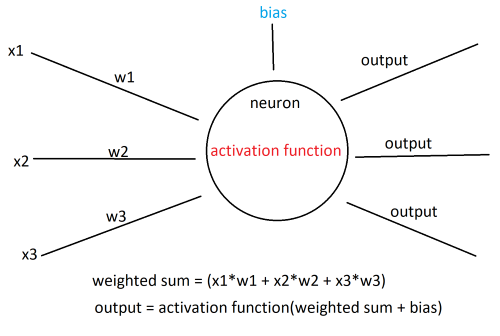 bias
x1
w1
output
neuron
activation function
output
x2
w2
w3
output
x3
weighted sum = (x1*w1 + x2*w2 + x3*w3)
output = activation function(weighted sum + bias)